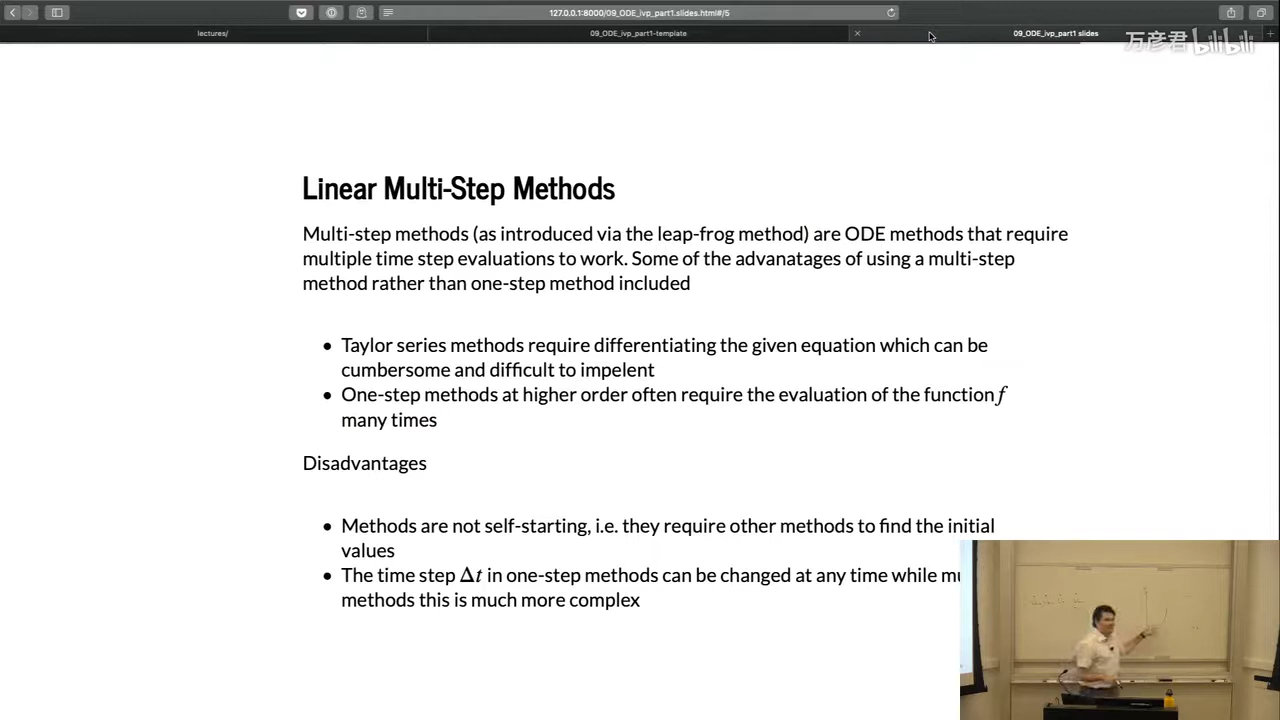 127.0.0.1:8000/09_ODE_ivp_part1.slides.html#/5
lectures/
09_ODE_ivp_part1-template
09_ODE_ivp_part1 slides
万彦君 bilibili
Linear Multi-Step Methods
Multi-step methods (as introduced via the leap-frog method) are ODE methods that require
multiple time step evaluations to work. Some of the advanatages of using a multi-step
method rather than one-step method included
• Taylor series methods require differentiating the given equation which can be
cumbersome and difficult to impelent
• One-step methods at higher order often require the evaluation of the function f
many times
Disadvantages
• Methods are not self-starting, i.e. they require other methods to find the initial
values
• The time step Δt in one-step methods can be changed at any time while mu
methods this is much more complex